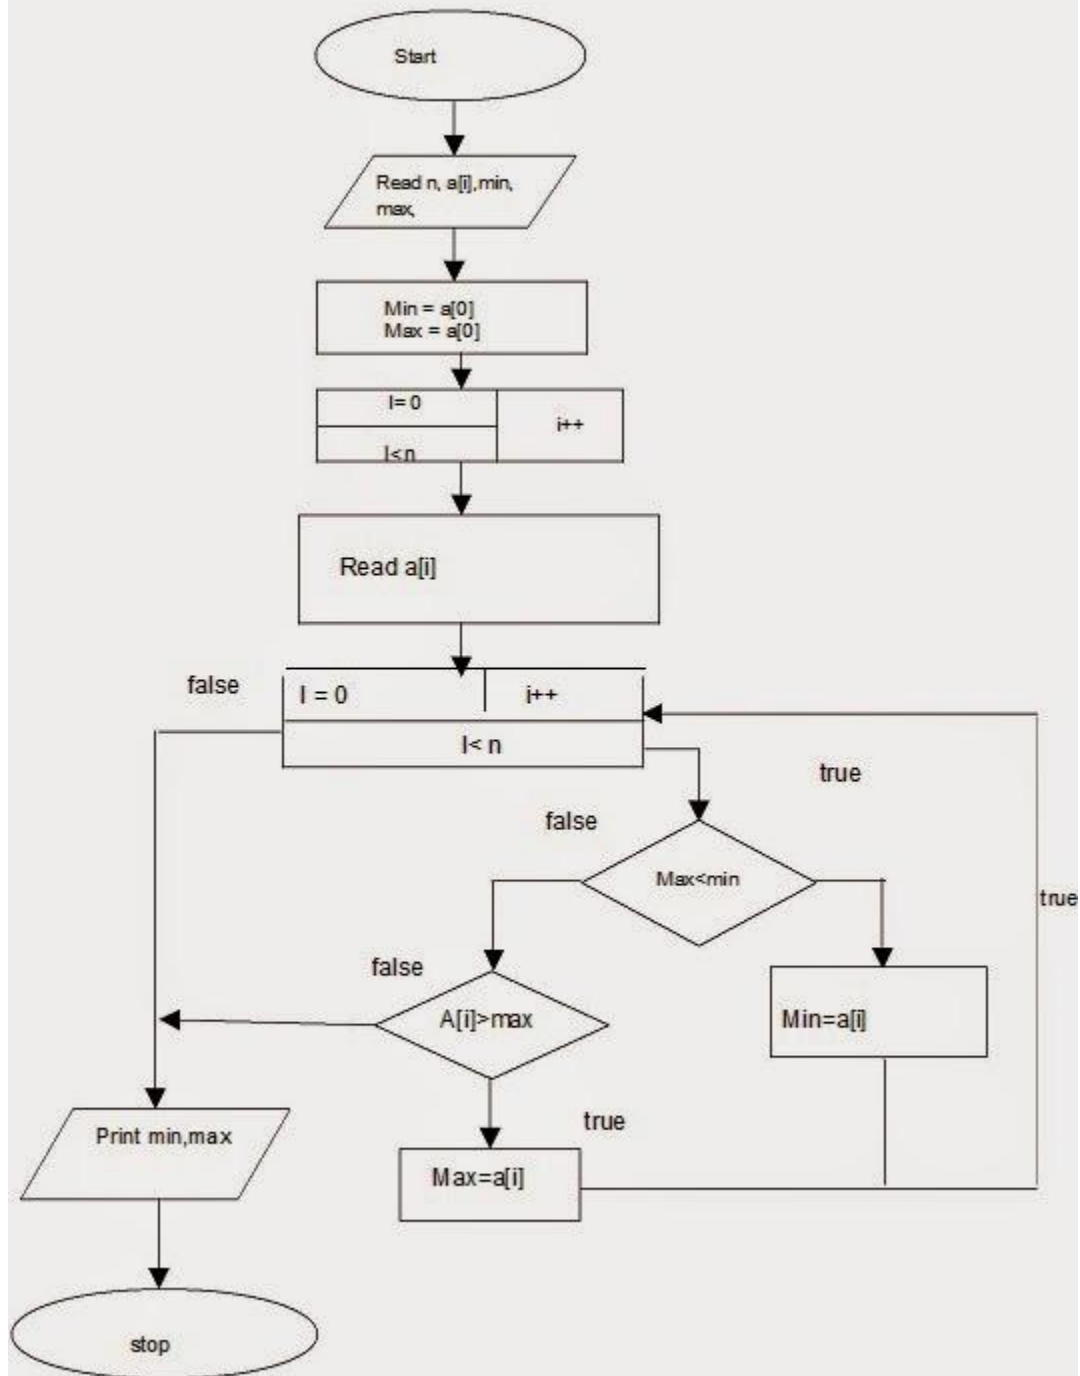 Start
Read n, a[i],min,
max,
Min = a[0]
Max = a[0]
I= 0
i++
I<n
Read a[i]
false
I = 0
i++
I< n
true
false
Max<min
true
false
A[i]>max
Min=a[i]
Print min,max
true
Max=a[i]
stop